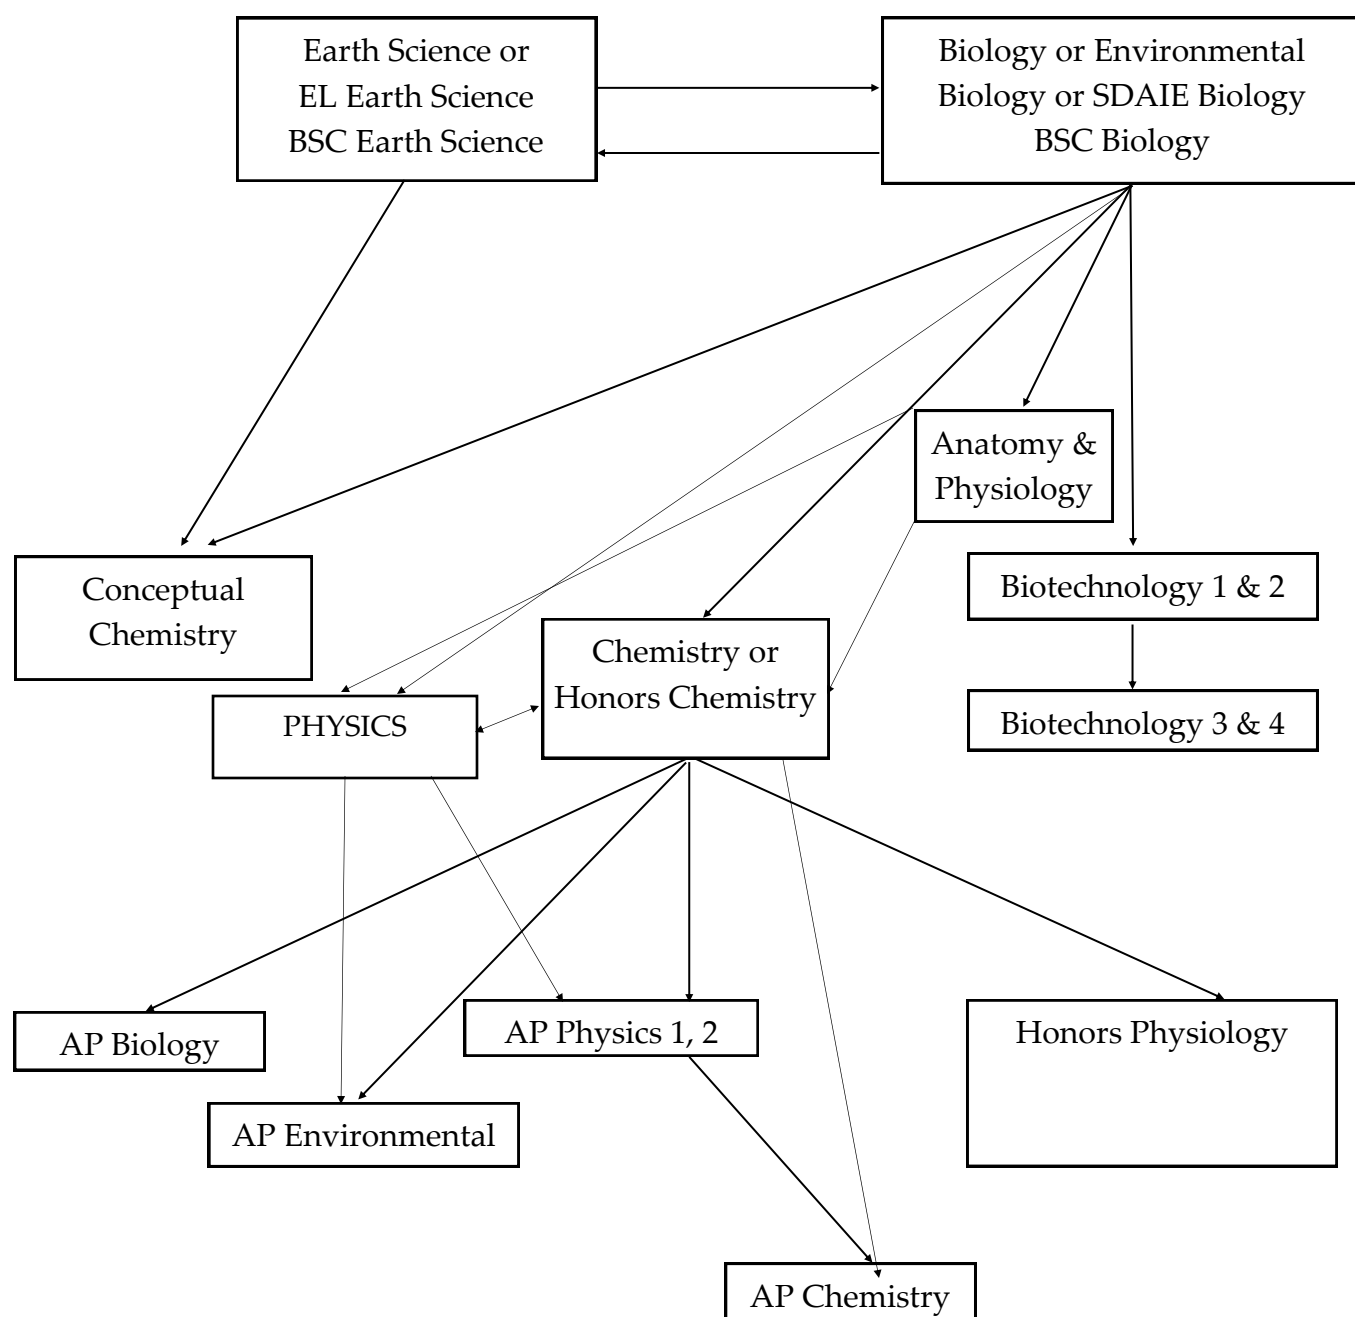 Earth Science or
EL Earth Science
BSC Earth Science
Biology or Environmental
Biology or SDAIE Biology
BSC Biology
Anatomy &
Physiology
Conceptual
Chemistry
Biotechnology 1 & 2
Chemistry or
Honors Chemistry
PHYSICS
Biotechnology 3 & 4
AP Biology
AP Physics 1, 2
Honors Physiology
AP Environmental
AP Chemistry